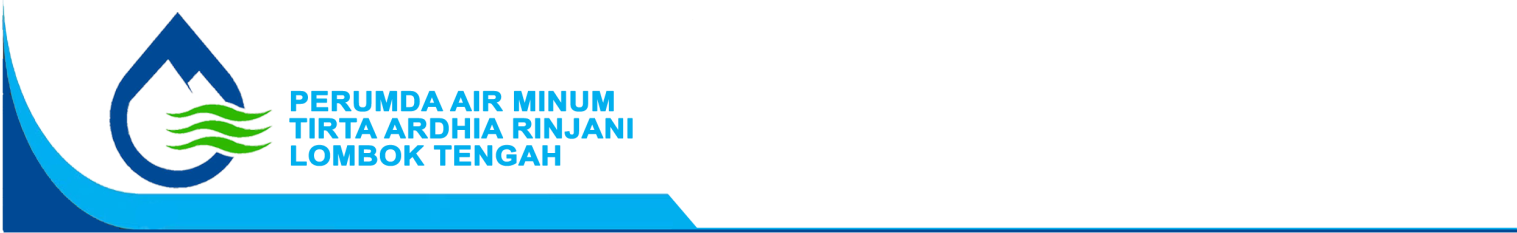 PERUMDA AIR MINUM
TIRTA ARDHIA RINJANI
LOMBOK TENGAH